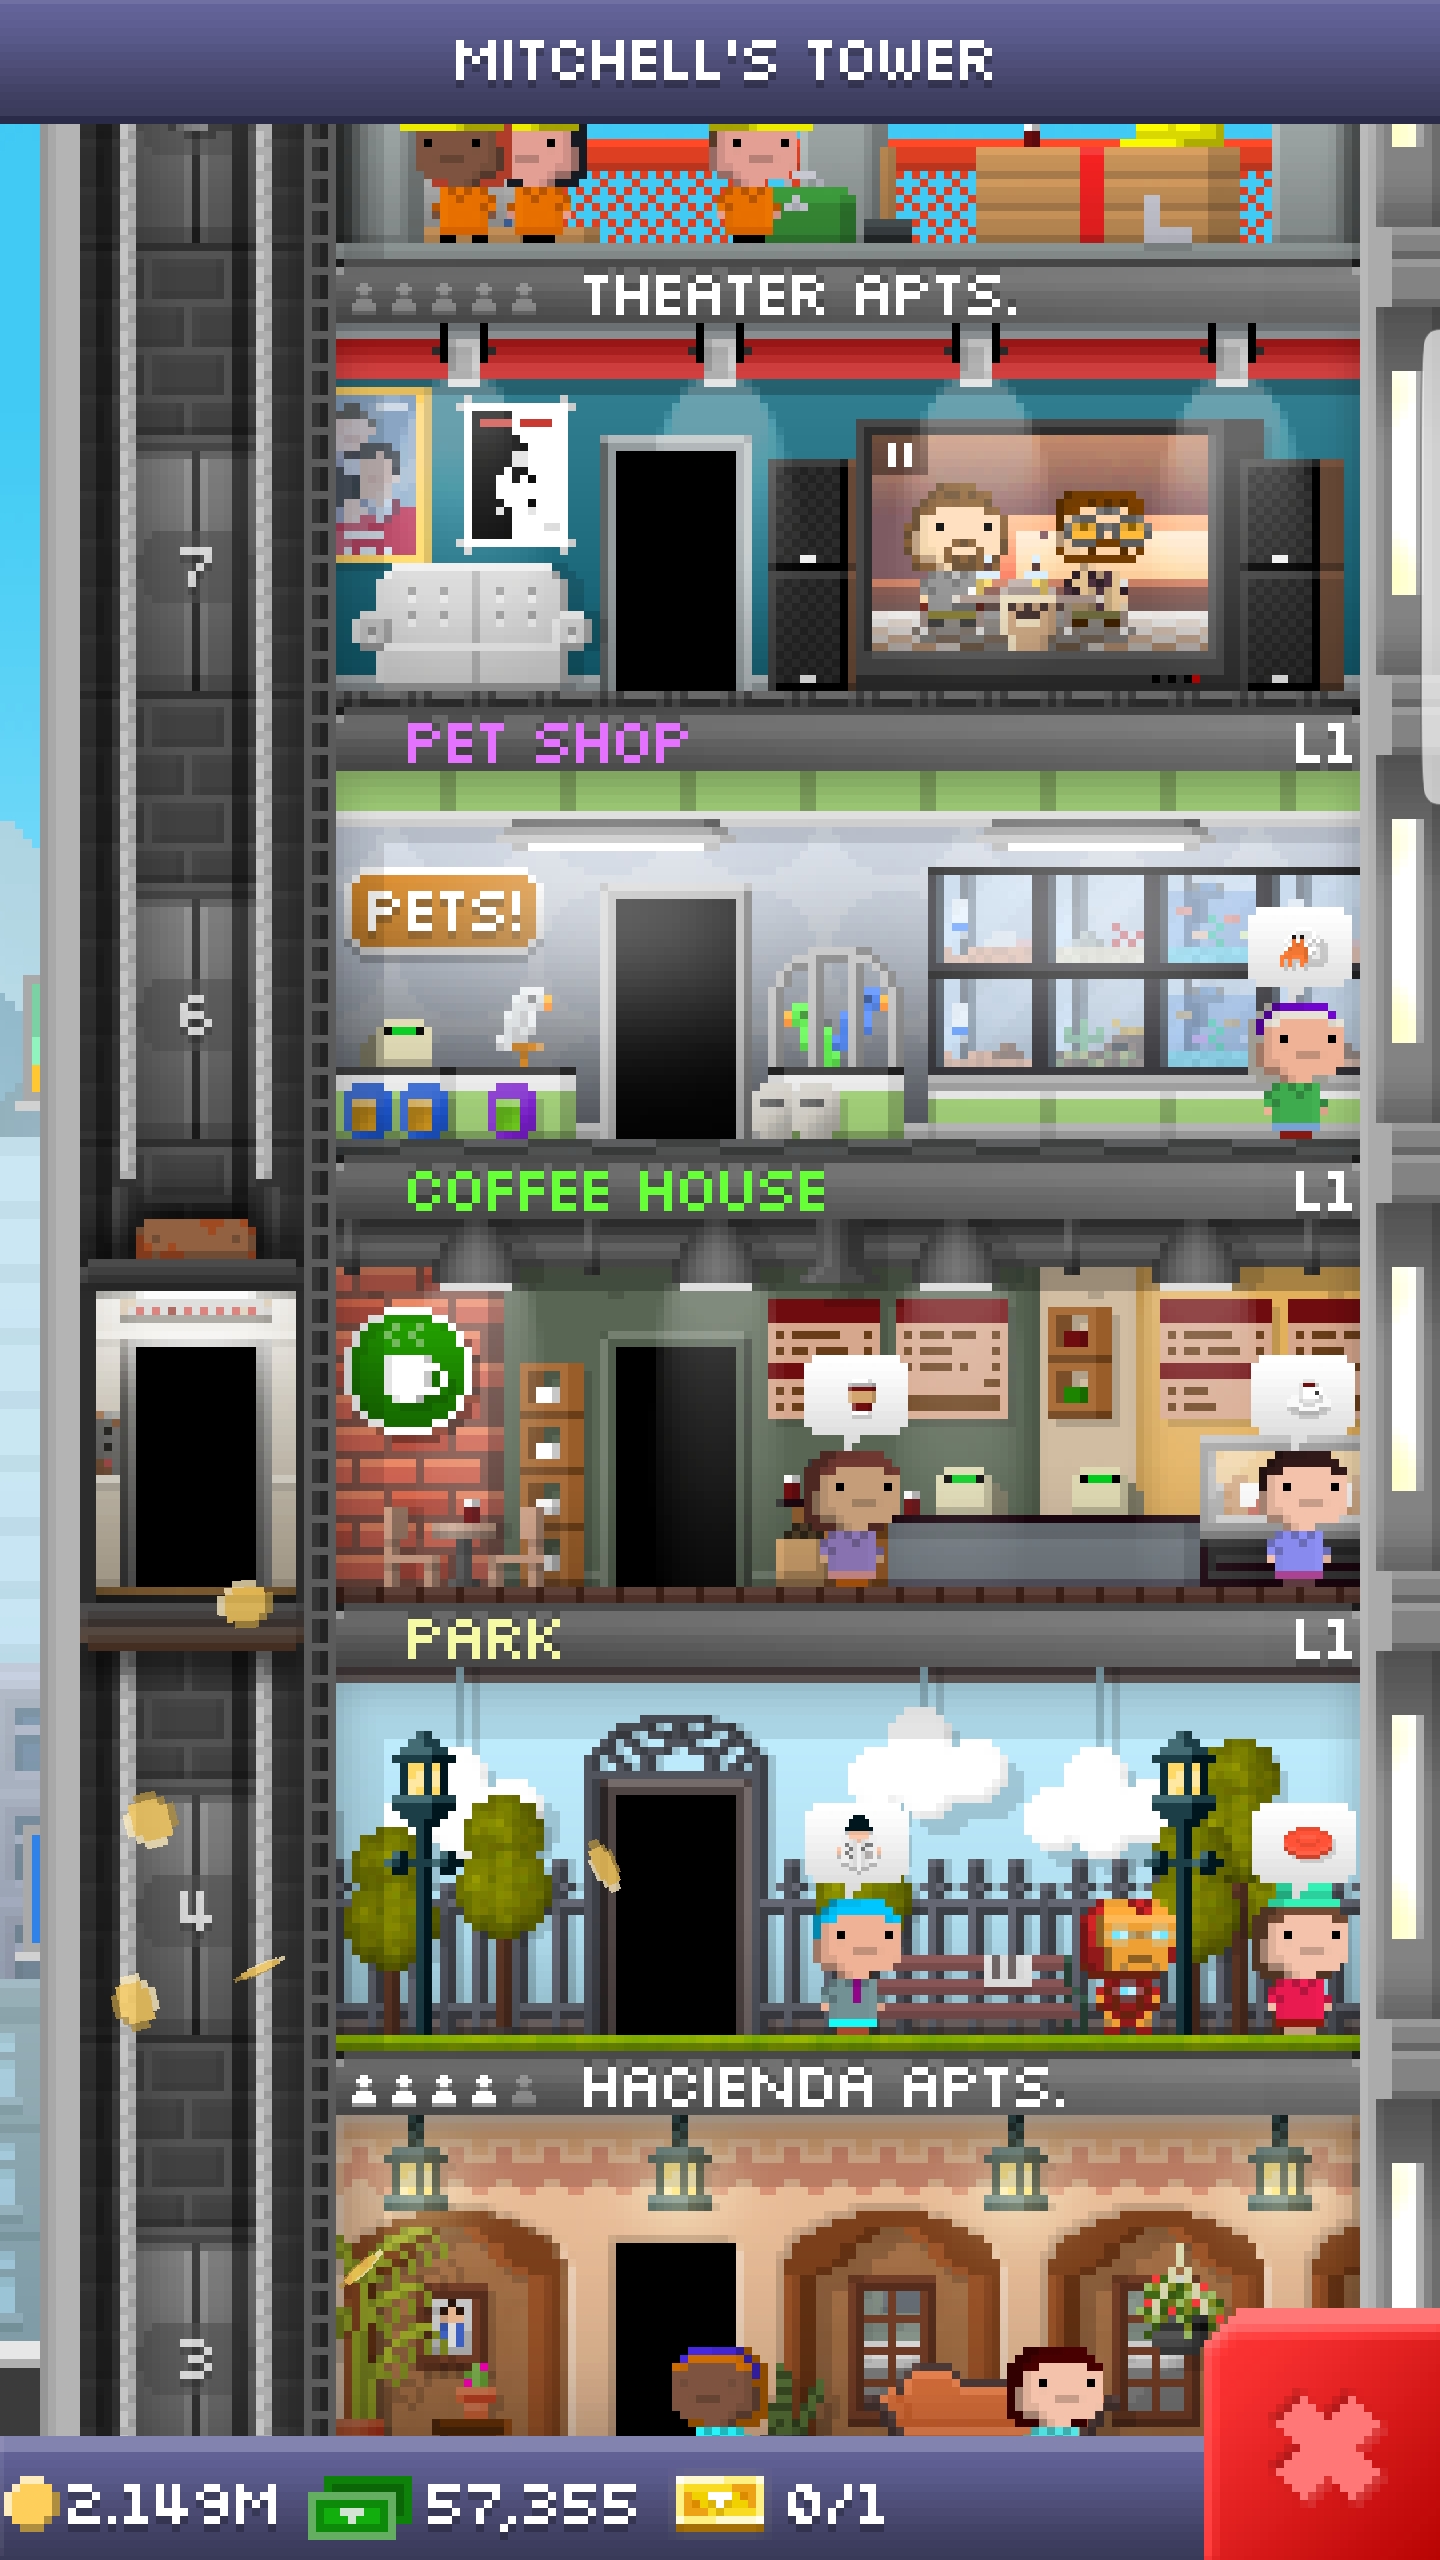 MITCHELL'S TOWER
THEATER APTS.
7
PET SHOP L1
PETS!
6
COFFEE HOUSE L1
PARK L1
4
HACIENDA APTS.
3
2.149M 57,355 0/1